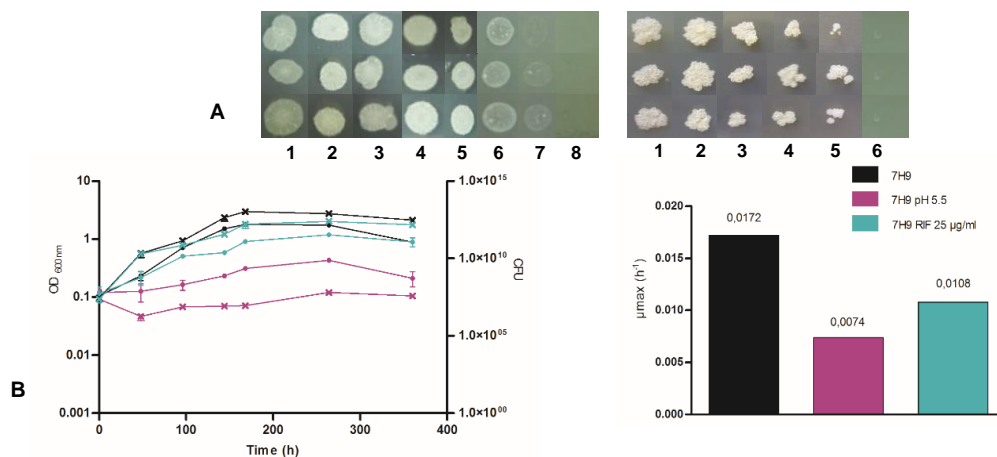 A
1 2 3 4 5 6 7 8
1 2 3 4 5 6
B
10
1
0.1
0.01
0.001
OD 600nm
0 100 200 300 400
Time (h)
1.0×10^15
1.0×10^10
1.0×10^05
1.0×10^00
CFU
7H9
7H9 pH 5.5
7H9 RIF 25 µg/ml
0.020
0.015
0.010
0.005
0.000
µmax (h⁻¹)
0,0172
0,0074
0,0108